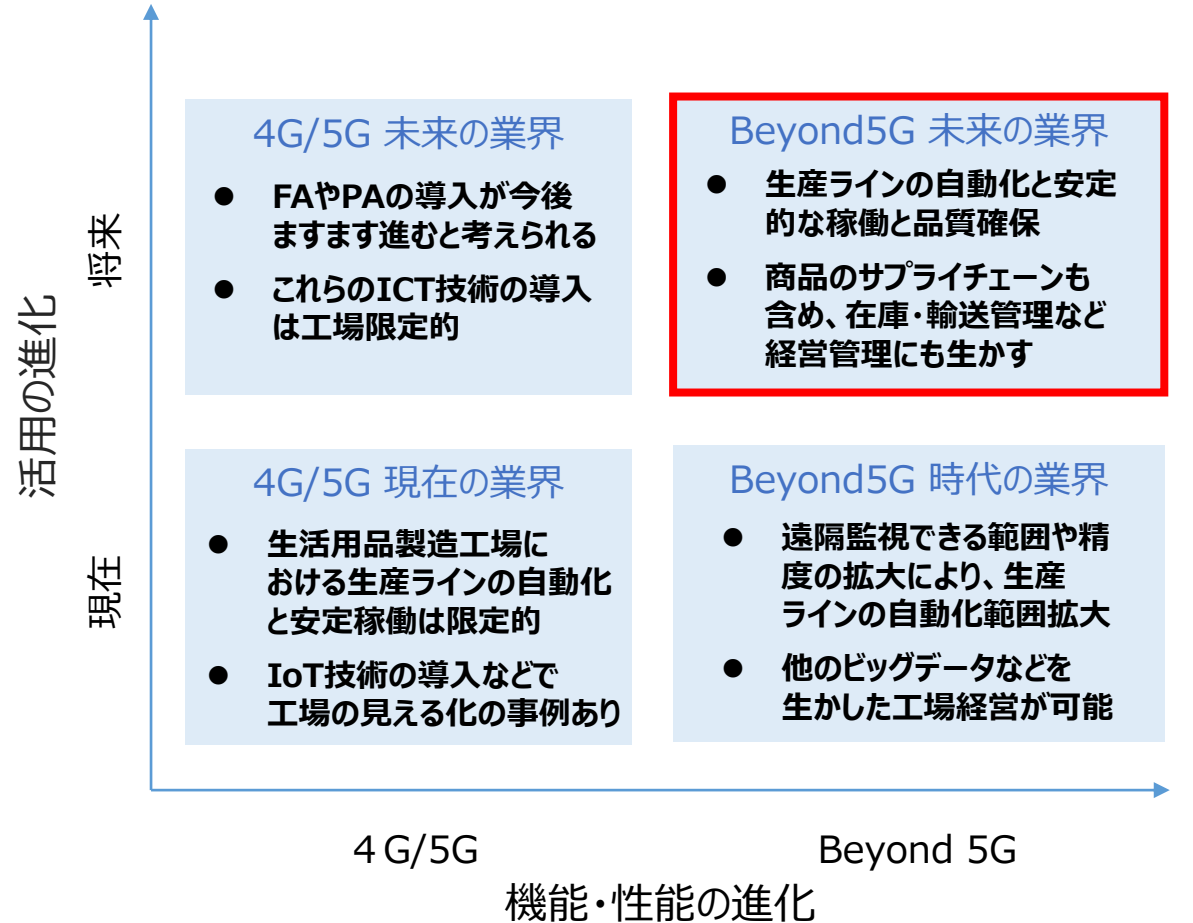 活用の進化
将来
現在
4G/5G 未来の業界
● FAやPAの導入が今後
ますます進むと考えられる
● これらのICT技術の導入
は工場限定的
Beyond5G 未来の業界
● 生産ラインの自動化と安定
的な稼働と品質確保
● 商品のサプライチェーンも
含め、在庫・輸送管理など
経営管理にも生かす
4G/5G 現在の業界
● 生活用品製造工場に
おける生産ラインの自動化
と安定稼働は限定的
● IoT技術の導入などで
工場の見える化の事例あり
Beyond5G 時代の業界
● 遠隔監視できる範囲や精
度の拡大により、生産
ラインの自動化範囲拡大
● 他のビッグデータなどを
生かした工場経営が可能
４G/5G
Beyond 5G
機能・性能の進化